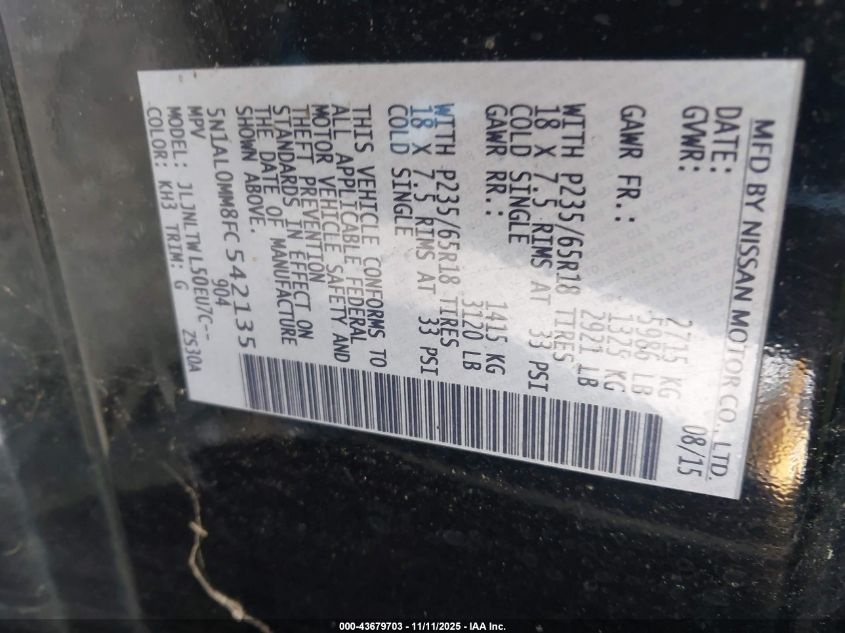 MFD BY NISSAN MOTOR CO., LTD.
DATE: 08/15
GVWR: 2715 KG
5986 LB
GAWR FR.: 1325 KG
2921 LB
WITH P235/65R18 TIRES
18 X 7.5 RIMS AT 33 PSI
COLD SINGLE
GAWR RR.: 1415 KG
3120 LB
WITH P235/65R18 TIRES
18 X 7.5 RIMS AT 33 PSI
COLD SINGLE
THIS VEHICLE CONFORMS TO
ALL APPLICABLE FEDERAL
MOTOR VEHICLE SAFETY AND
THEFT PREVENTION
STANDARDS IN EFFECT ON
THE DATE OF MANUFACTURE
SHOWN ABOVE.
5N1AL0MM8FC542135
MPV 904
MODEL: JLJNLTWL50EU7C--
COLOR: KH3 TRIM: G ZS30A
000-43679703 — 11/11/2025 - IAA Inc.